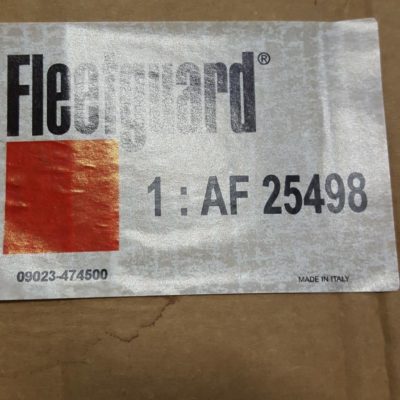 Fleetguard®
1 : AF 25498
09023-474500
MADE IN ITALY